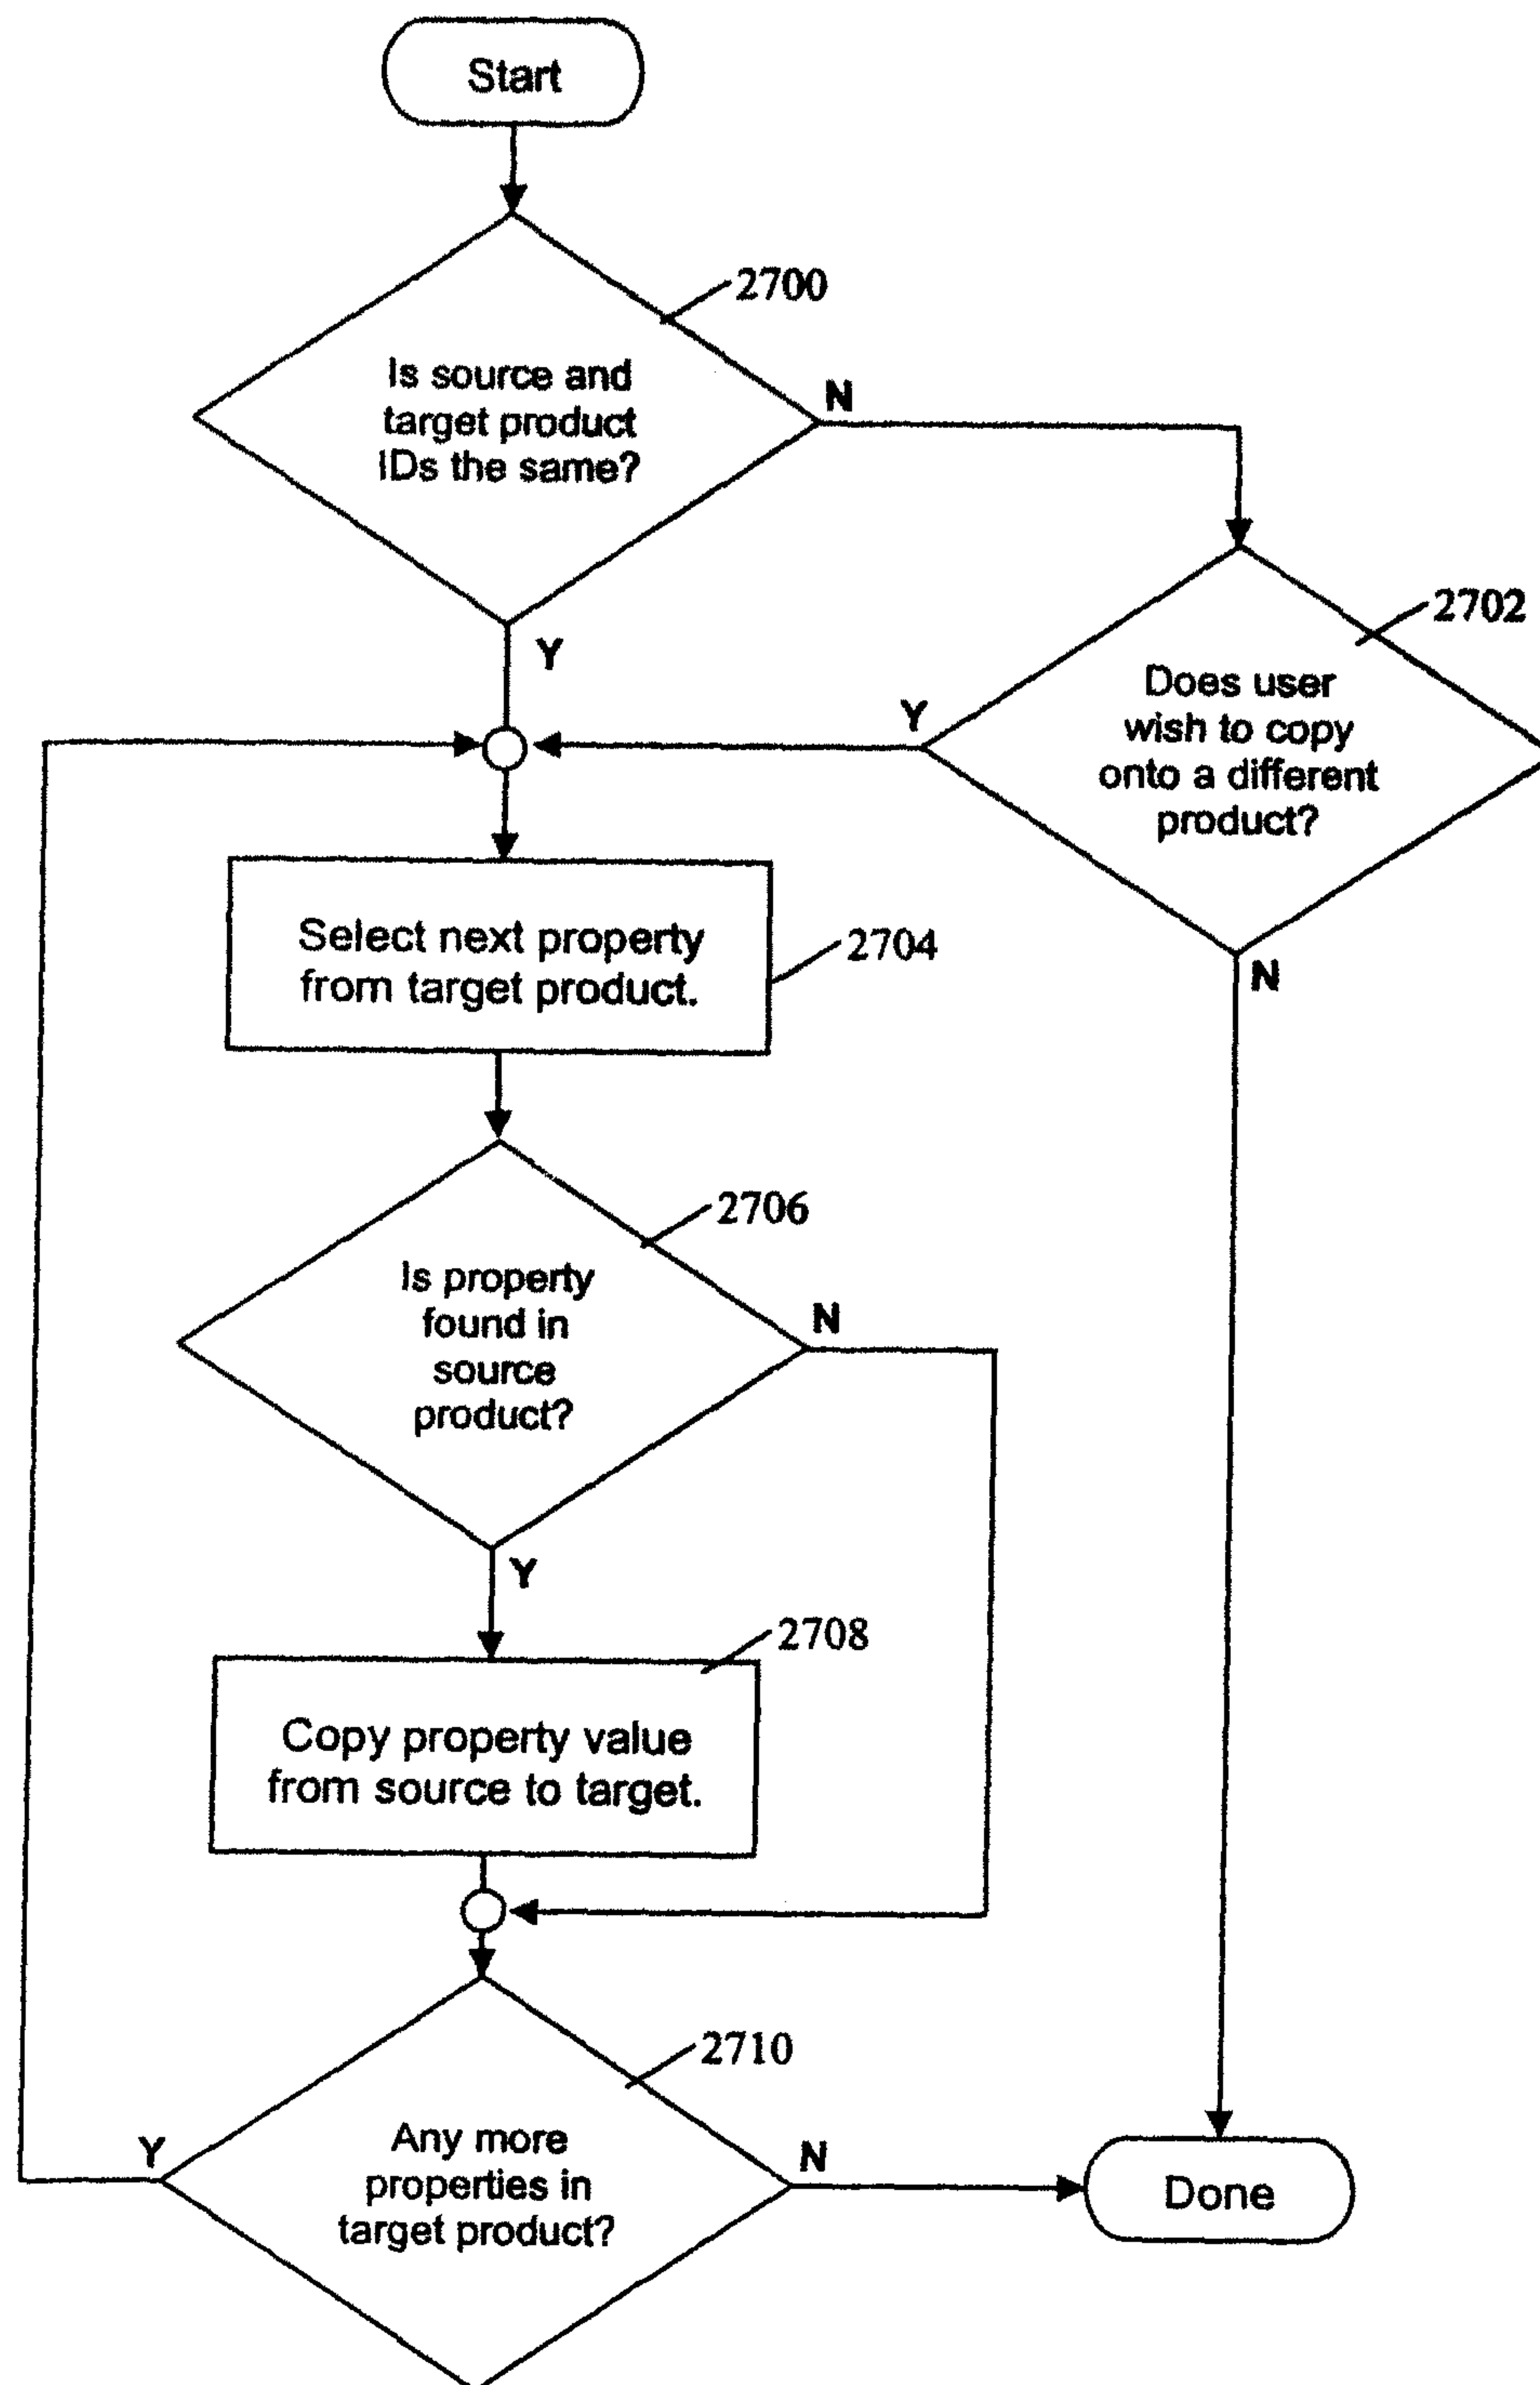 Start
2700
Is source and
target product
IDs the same?
N
Y
2702
Does user
wish to copy
onto a different
product?
Y
N
Select next property
from target product.
2704
2706
Is property
found in
source
product?
N
Y
2708
Copy property value
from source to target.
2710
Any more
properties in
target product?
Y
N
Done